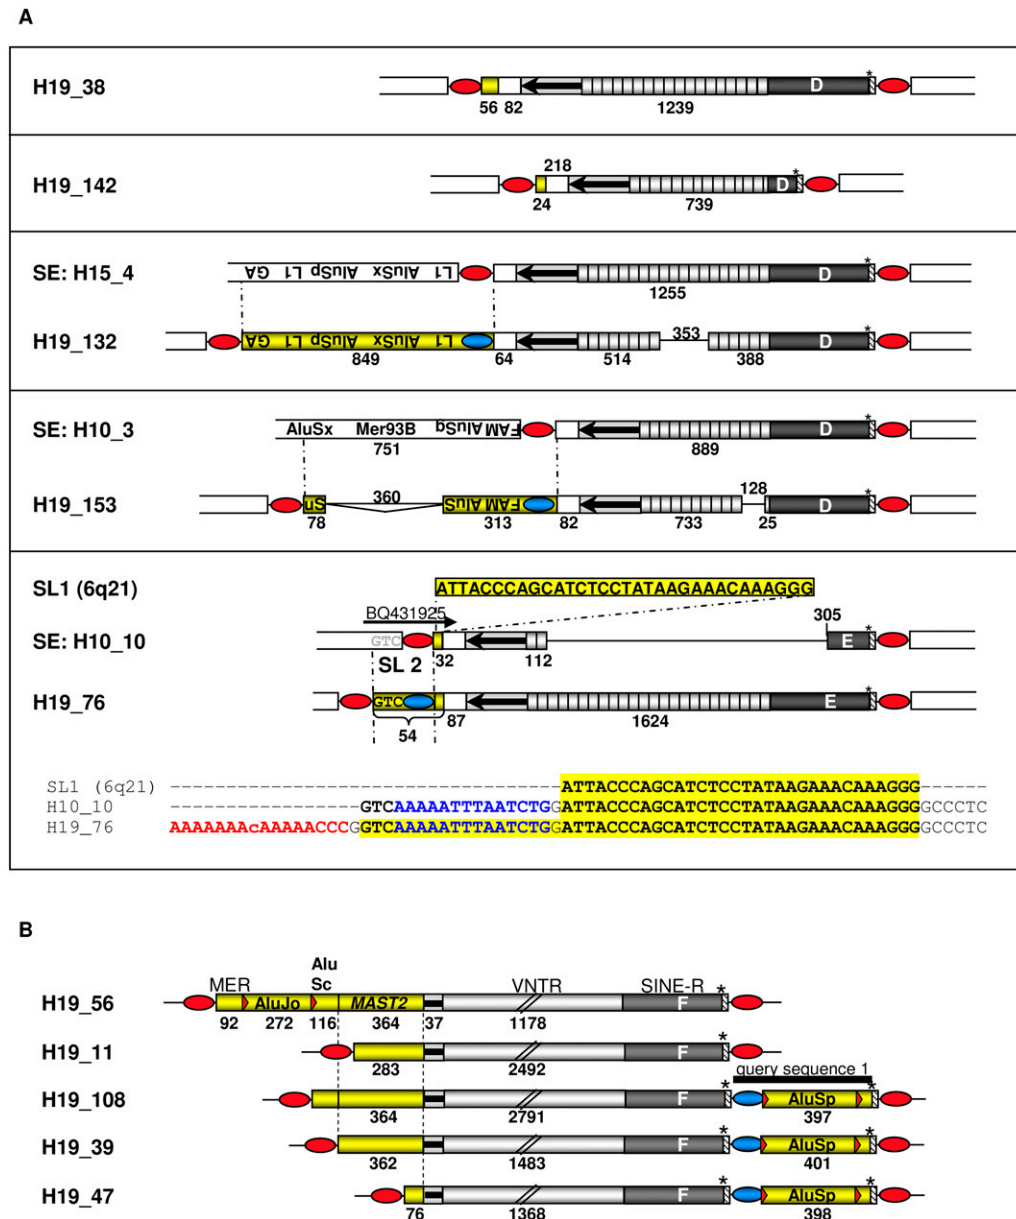 A
H19_38
D
*
56 82
1239
H19_142
218
D
*
24
739
SE: H15_4
GA L1 AluSp AluSx L1
D
*
1255
H19_132
GA L1 AluSp AluSx L1
353
D
*
849
64
514
388
SE: H10_3
AluSx Mer93B AluSq FAM
D
*
751
889
H19_153
Su
360
AluS FAM
128
D
*
78
313
82
733
25
SL1 (6q21)
ATTACCCAGCATCTCCTATAAGAAACAAAGGG
BQ431925
305
SE: H10_10
GTC
E
*
SL 2
32
112
H19_76
GTC
E
*
87
1624
54
SL1 (6q21) ---------------------------------- ATTACCCAGCATCTCCTATAAGAAACAAAGGG------
H10_10 -----------------GTCAAAAATTTAATCTGGATTACCCAGCATCTCCTATAAGAAACAAAGGGGCCCTC
H19_76 AAAAAAAcAAAAACCCGGTCAAAAATTTAATCTGGATTACCCAGCATCTCCTATAAGAAACAAAGGGGCCCTC
B
MER
Alu
Sc
VNTR
SINE-R
*
H19_56
AluJo
MAST2
F
92 272 116 364 37 1178
H19_11
F
*
283
2492
query sequence 1
H19_108
F
*
AluSp
*
364
2791
397
H19_39
F
*
AluSp
*
362
1483
401
H19_47
F
*
AluSp
*
76
1368
398